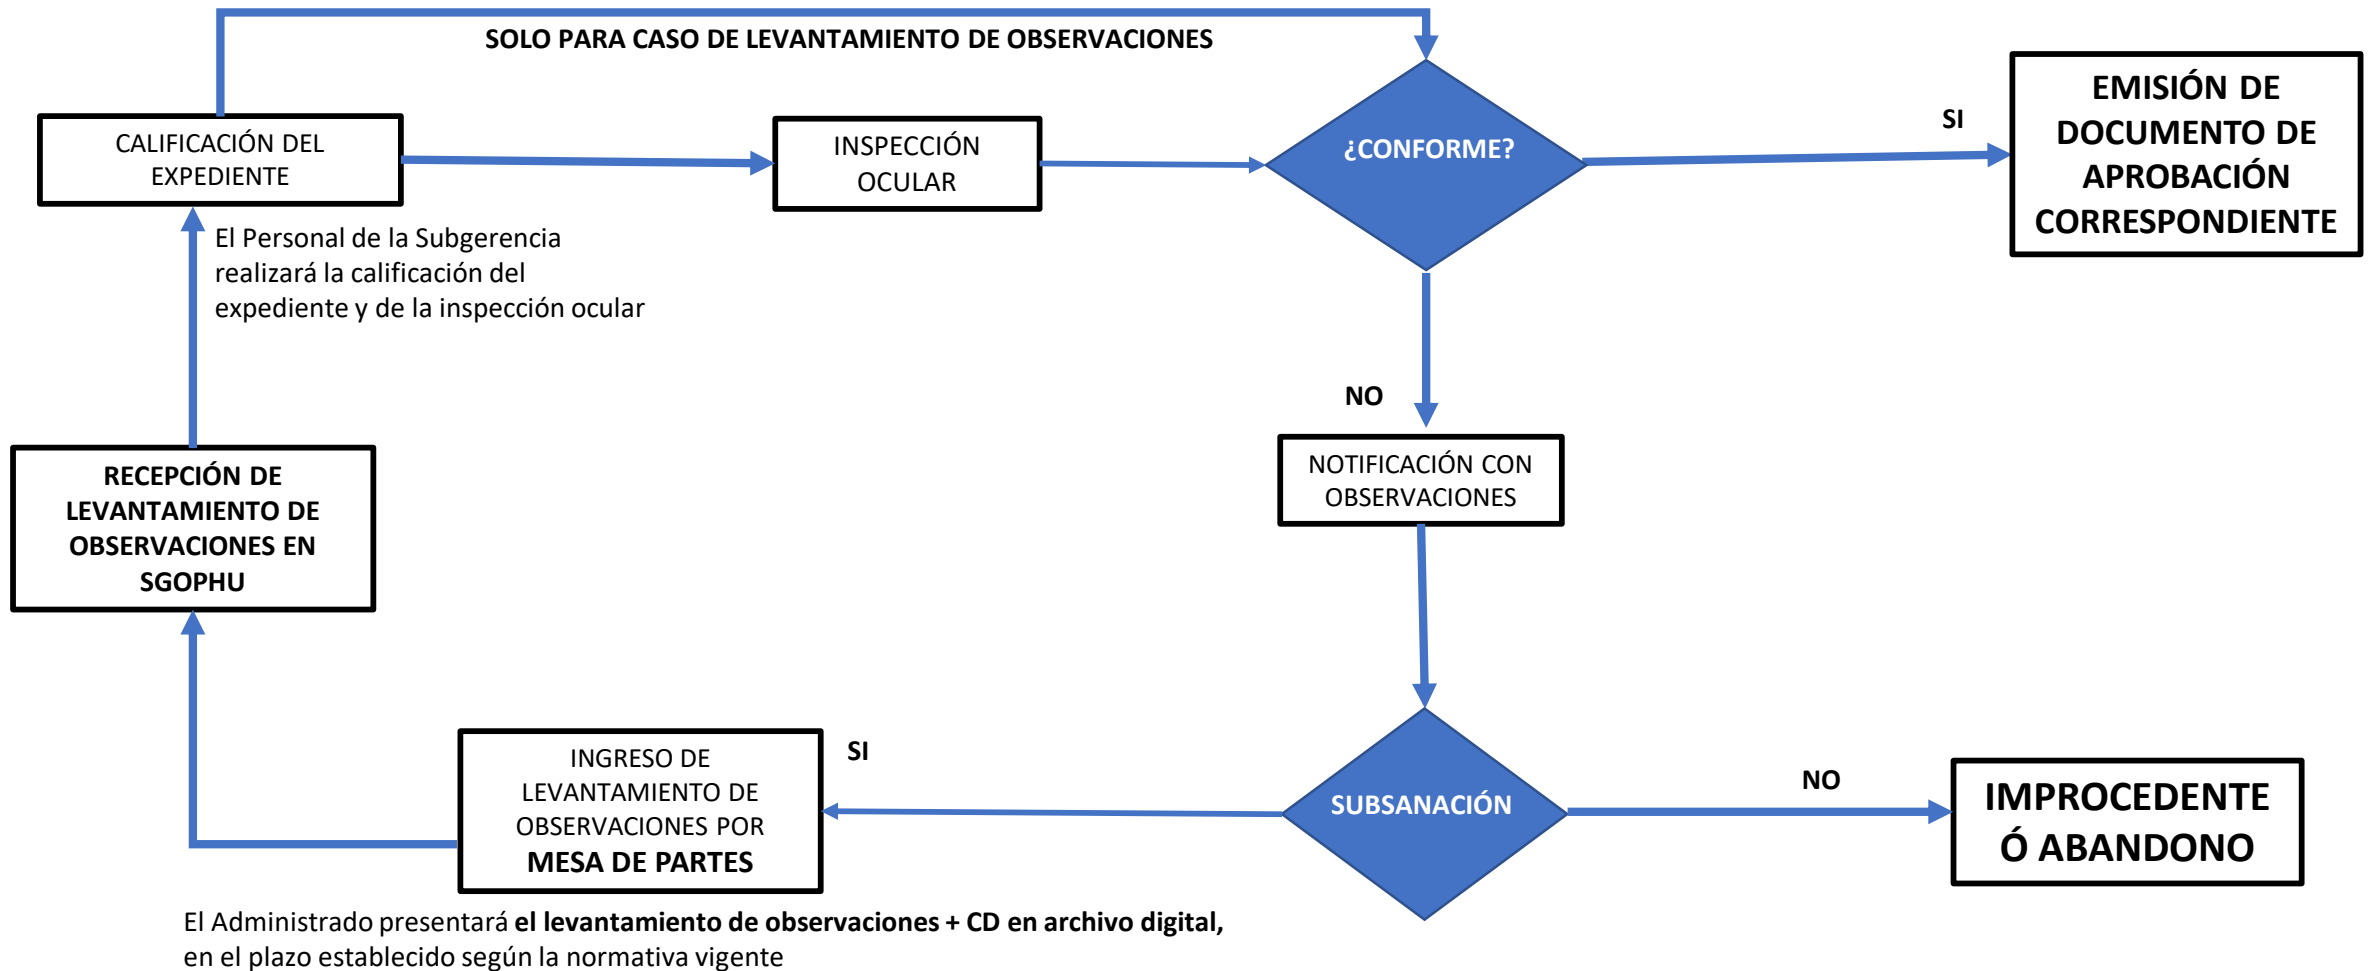 SOLO PARA CASO DE LEVANTAMIENTO DE OBSERVACIONES
CALIFICACIÓN DEL
EXPEDIENTE
INSPECCIÓN
OCULAR
¿CONFORME?
SI
EMISIÓN DE
DOCUMENTO DE
APROBACIÓN
CORRESPONDIENTE
El Personal de la Subgerencia
realizará la calificación del
expediente y de la inspección ocular
NO
NOTIFICACIÓN CON
OBSERVACIONES
RECEPCIÓN DE
LEVANTAMIENTO DE
OBSERVACIONES EN
SGOPHU
INGRESO DE
LEVANTAMIENTO DE
OBSERVACIONES POR
MESA DE PARTES
SI
SUBSANACIÓN
NO
IMPROCEDENTE
Ó ABANDONO
El Administrado presentará el levantamiento de observaciones + CD en archivo digital,
en el plazo establecido según la normativa vigente